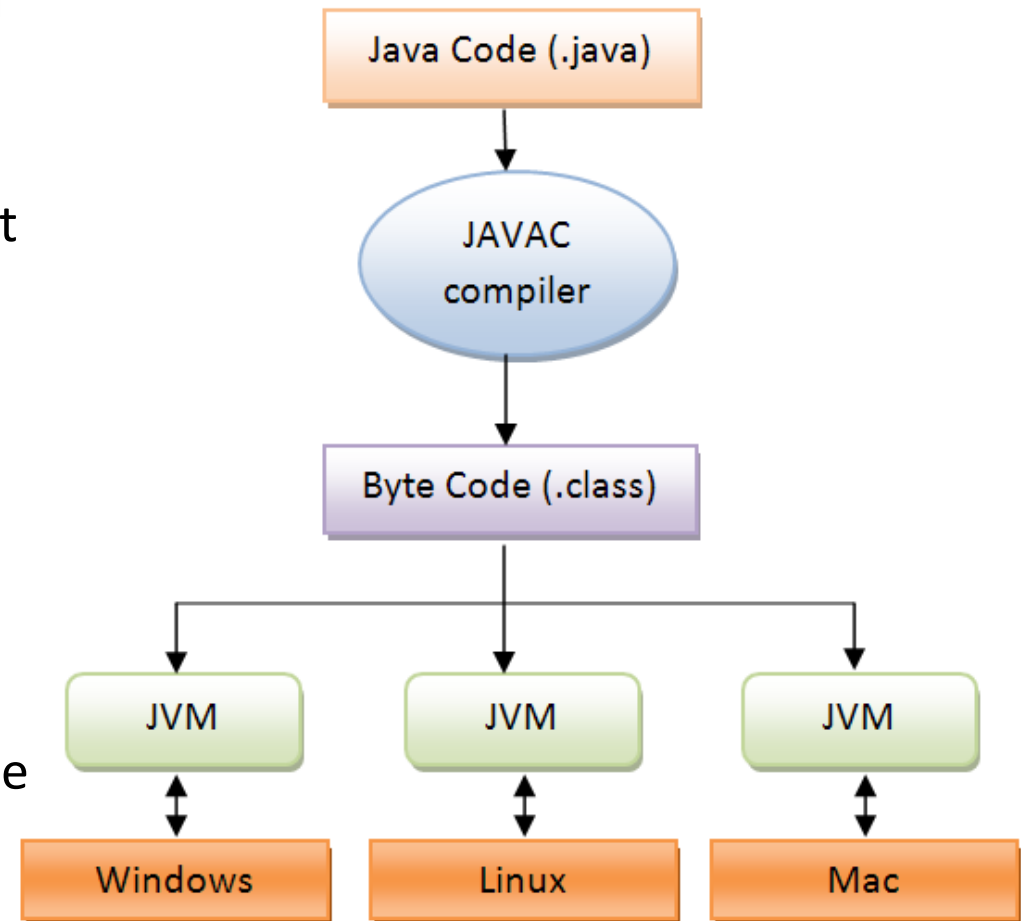 Java Code (.java)
t
JAVAC
compiler
Byte Code (.class)
JVM
JVM
JVM
e
Windows
Linux
Mac